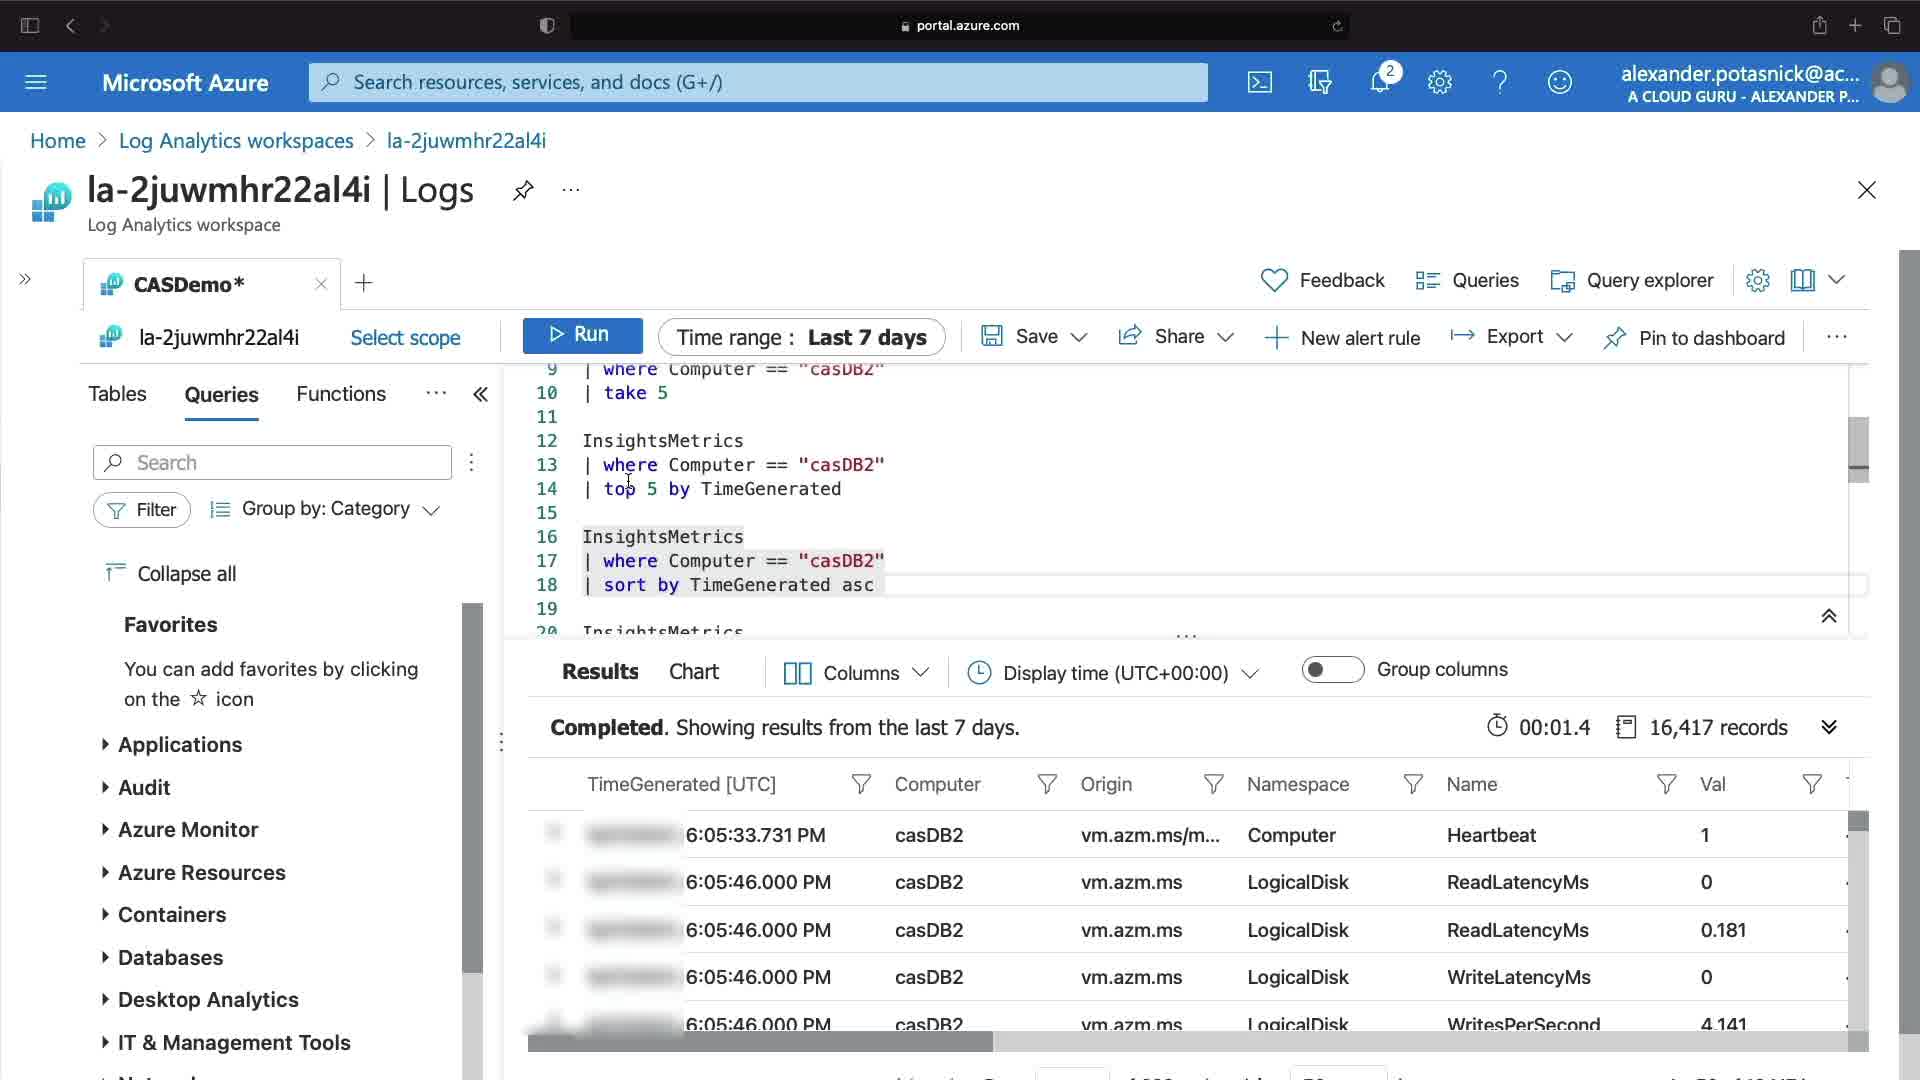 portal.azure.com
Microsoft Azure
Search resources, services, and docs (G+/)
2
alexander.potasnick@ac...
A CLOUD GURU - ALEXANDER P...
Home > Log Analytics workspaces > la-2juwmhr22al4i
la-2juwmhr22al4i | Logs ...
Log Analytics workspace
CASDemo*
Feedback
Queries
Query explorer
la-2juwmhr22al4i
Select scope
Run
Time range : Last 7 days
Save
Share
New alert rule
Export
Pin to dashboard
...
Tables
Queries
Functions
...
Search
Filter
Group by: Category
Collapse all
Favorites
You can add favorites by clicking
on the ☆ icon
Applications
Audit
Azure Monitor
Azure Resources
Containers
Databases
Desktop Analytics
IT & Management Tools
9 | where Computer == "casDB2"
10 | take 5
11
12 InsightsMetrics
13 | where Computer == "casDB2"
14 | top 5 by TimeGenerated
15
16 InsightsMetrics
17 | where Computer == "casDB2"
18 | sort by TimeGenerated asc
19
20 InsightsMetrics
Results
Chart
Columns
Display time (UTC+00:00)
Group columns
Completed. Showing results from the last 7 days.
00:01.4
16,417 records
TimeGenerated [UTC] Computer Origin Namespace Name Val
6:05:33.731 PM casDB2 vm.azm.ms/m... Computer Heartbeat 1
6:05:46.000 PM casDB2 vm.azm.ms LogicalDisk ReadLatencyMs 0
6:05:46.000 PM casDB2 vm.azm.ms LogicalDisk ReadLatencyMs 0.181
6:05:46.000 PM casDB2 vm.azm.ms LogicalDisk WriteLatencyMs 0
6:05:46.000 PM casDB2 vm.azm.ms LogicalDisk WritesPerSecond 4.141